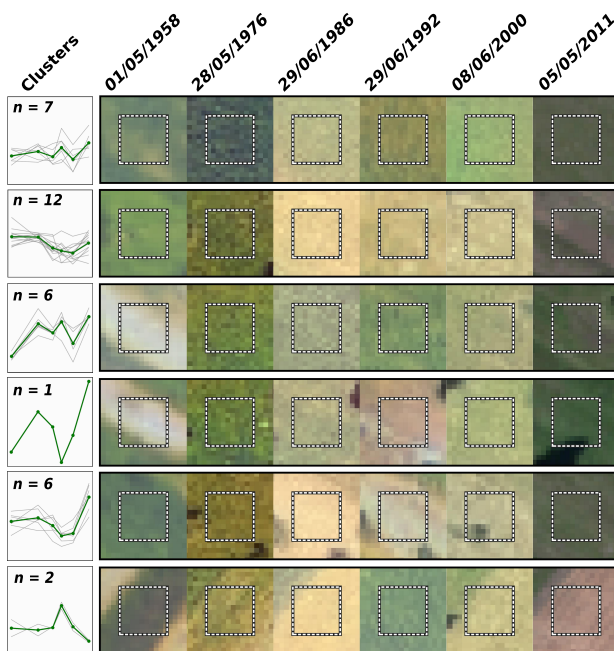 Clusters
01/05/1958
28/05/1976
29/06/1986
29/06/1992
08/06/2000
05/05/2011
n = 7
n = 12
n = 6
n = 1
n = 6
n = 2